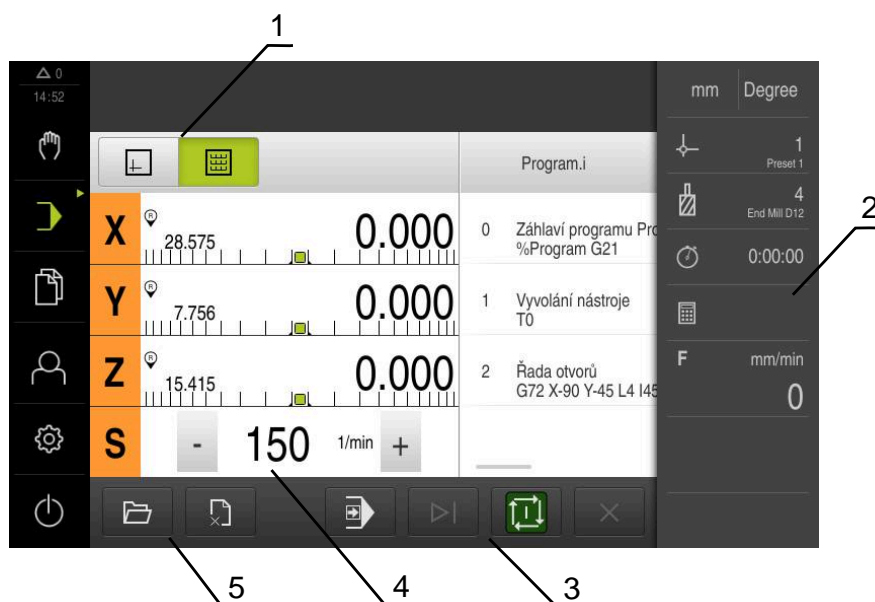 1
0
14:52
mm Degree
1
Preset 1
4
End Mill D12
2
0:00:00
F mm/min
0
Program.i
X R 28.575 0.000
Y R 7.756 0.000
Z R 15.415 0.000
S - 150 1/min +
0 Záhlaví programu Pro
%Program G21
1 Vyvolání nástroje
T0
2 Řada otvorů
G72 X-90 Y-45 L4 I45
5 4 3